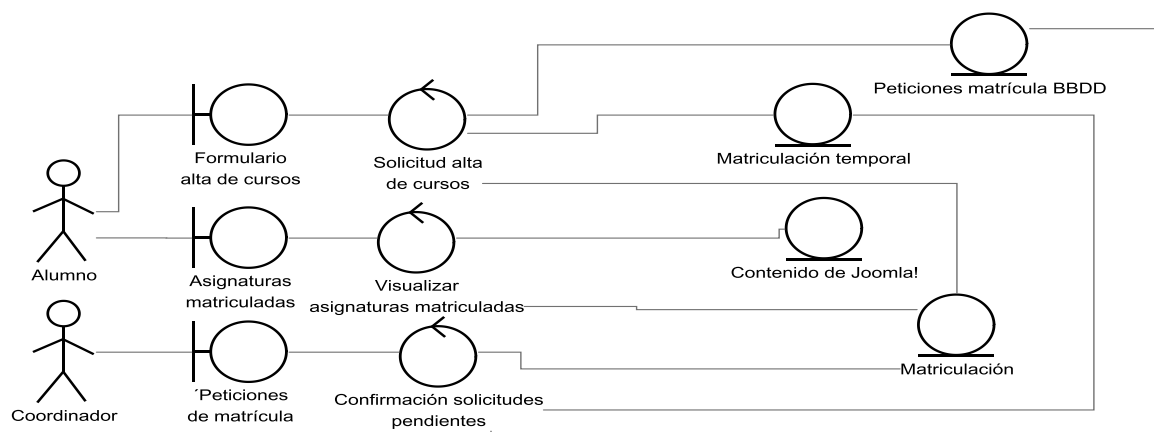 Peticiones matrícula BBDD
Formulario
alta de cursos
Solicitud alta
de cursos
Matriculación temporal
Alumno
Asignaturas
matriculadas
Visualizar
asignaturas matriculadas
Contenido de Joomla!
Matriculación
Coordinador
´Peticiones
de matrícula
Confirmación solicitudes
pendientes